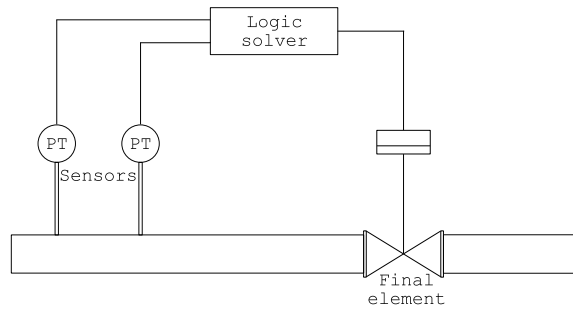 Logic
solver
PT
PT
Sensors
Final
element